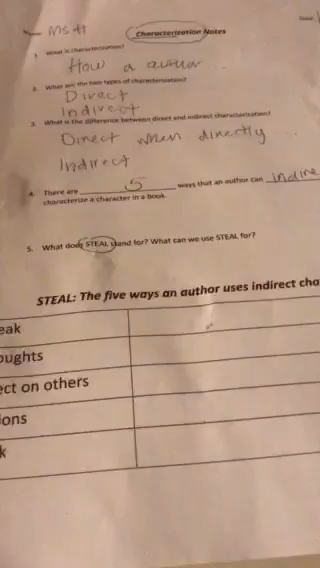 Ms H
Characterization Notes
1. What is characterization?
How a author ...
2. What are the two types of characterization?
Direct
Indirect
3. What is the difference between direct and indirect characterization?
Direct when directly ...
Indirect
4. There are 5 ways that an author can indire
characterize a character in a book.
5. What does STEAL stand for? What can we use STEAL for?
STEAL: The five ways an author uses indirect cha
eak
oughts
ect on others
ions
k